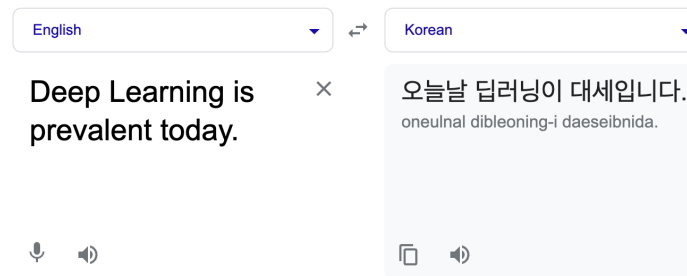 English
Korean
Deep Learning is
prevalent today.
오늘날 딥러닝이 대세입니다.
oneulnal dibleoning-i daeseibnida.